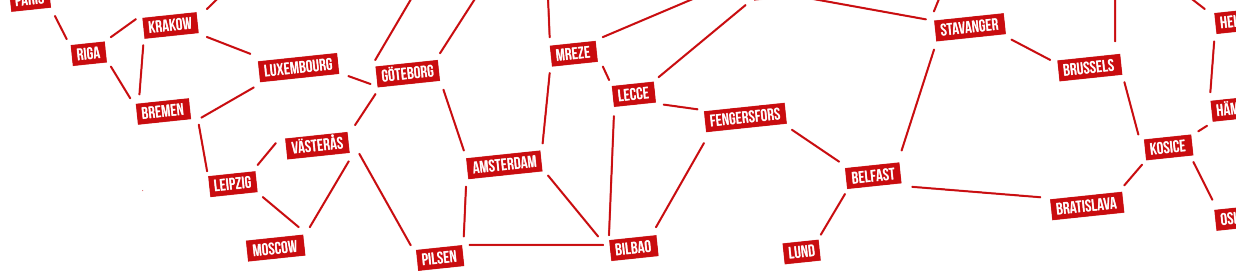 PARIS
KRAKOW
RIGA
LUXEMBOURG
GÖTEBORG
MREZE
STAVANGER
BRUSSELS
LECCE
BREMEN
FENGERSFORS
VÄSTERÅS
AMSTERDAM
KOSICE
LEIPZIG
BELFAST
BRATISLAVA
MOSCOW
PILSEN
BILBAO
LUND